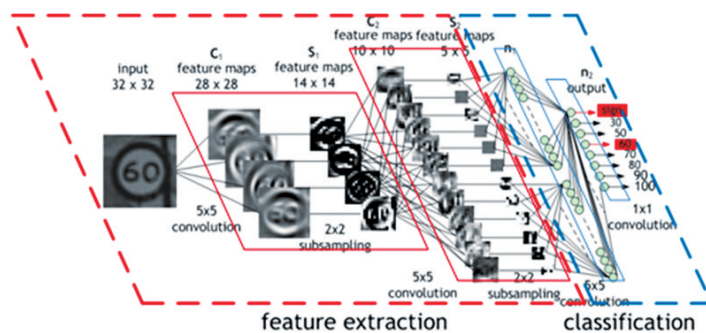 input
32 x 32
C1
feature maps
28 x 28
S1
feature maps
14 x 14
C2
feature maps
10 x 10
S2
feature maps
5 x 5
n1
n2
output
sign
30
50
60
70
80
90
100
60
5x5
convolution
2x2
subsampling
5x5
convolution
2x2
subsampling
5x5
convolution
1x1
convolution
feature extraction
classification